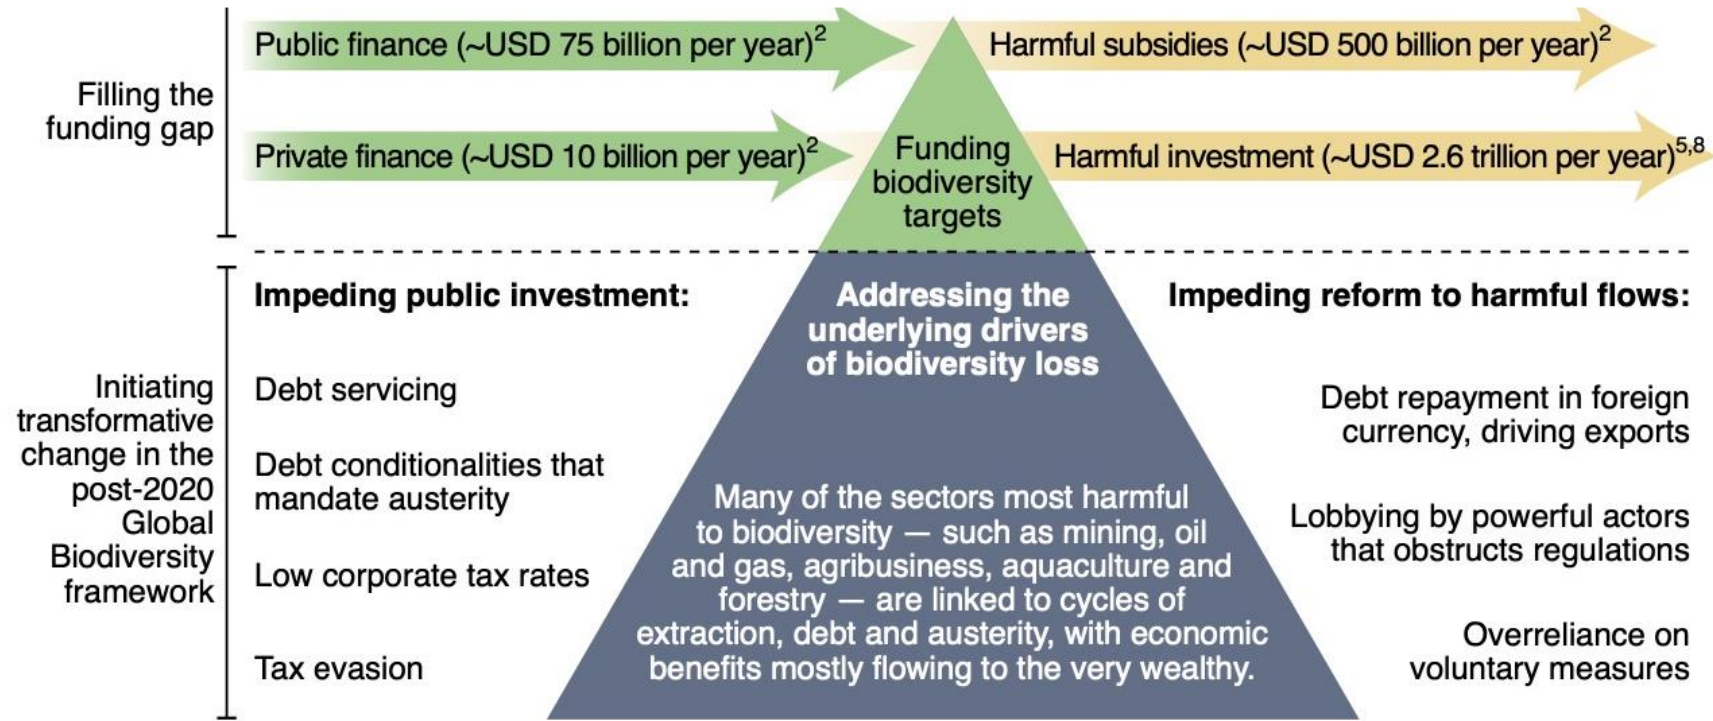 Filling the
funding gap
Public finance (~USD 75 billion per year)²
Harmful subsidies (~USD 500 billion per year)²
Private finance (~USD 10 billion per year)²
Harmful investment (~USD 2.6 trillion per year)⁵,⁸
Funding
biodiversity
targets
Initiating
transformative
change in the
post-2020
Global
Biodiversity
framework
Impeding public investment:
Debt servicing
Debt conditionalities that
mandate austerity
Low corporate tax rates
Tax evasion
Addressing the
underlying drivers
of biodiversity loss
Many of the sectors most harmful
to biodiversity — such as mining, oil
and gas, agribusiness, aquaculture and
forestry — are linked to cycles of
extraction, debt and austerity, with economic
benefits mostly flowing to the very wealthy.
Impeding reform to harmful flows:
Debt repayment in foreign
currency, driving exports
Lobbying by powerful actors
that obstructs regulations
Overreliance on
voluntary measures